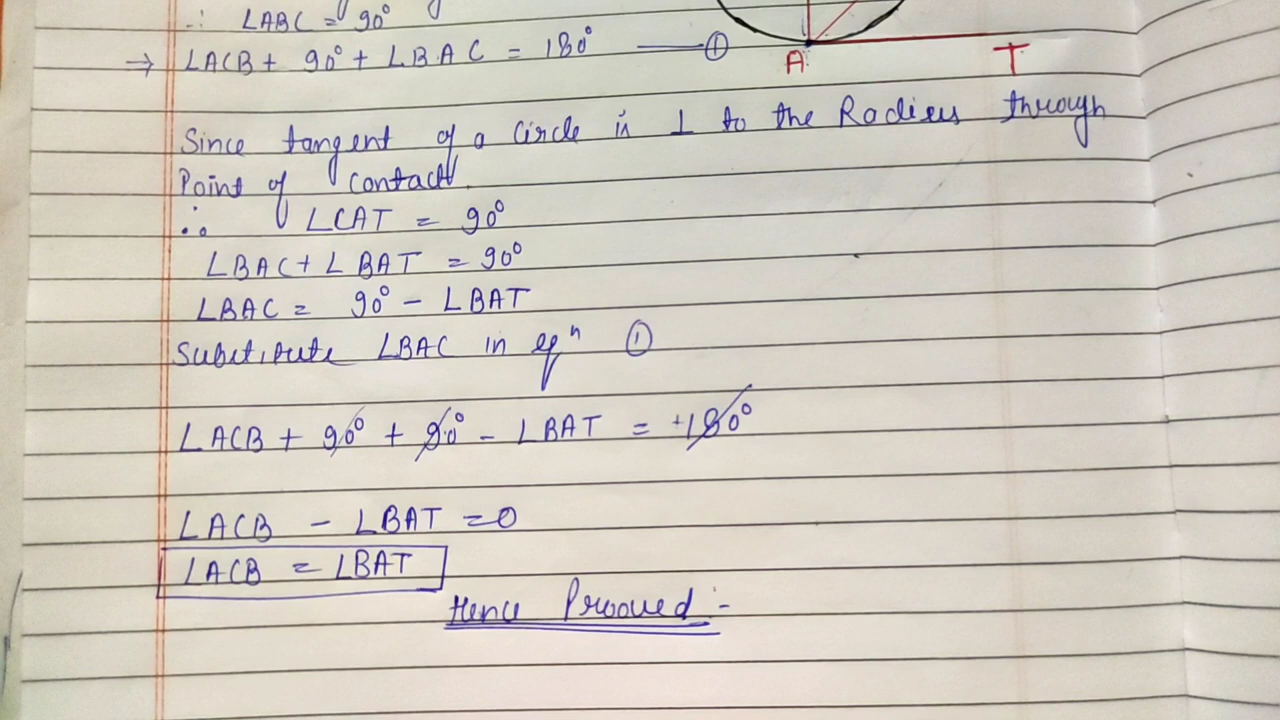 ∴ ∠ABC = 90°
⇒ ∠ACB + 90° + ∠BAC = 180° —— ①
A
T
Since tangent of a Circle is ⊥ to the Radius through
Point of Contact.
∴ ∠CAT = 90°
∠BAC + ∠BAT = 90°
∠BAC = 90° - ∠BAT
Substitute ∠BAC in eqⁿ ①
∠ACB + 90° + 90° - ∠BAT = +180°
∠ACB - ∠BAT = 0
∠ACB = ∠BAT
Hence Prooved :-